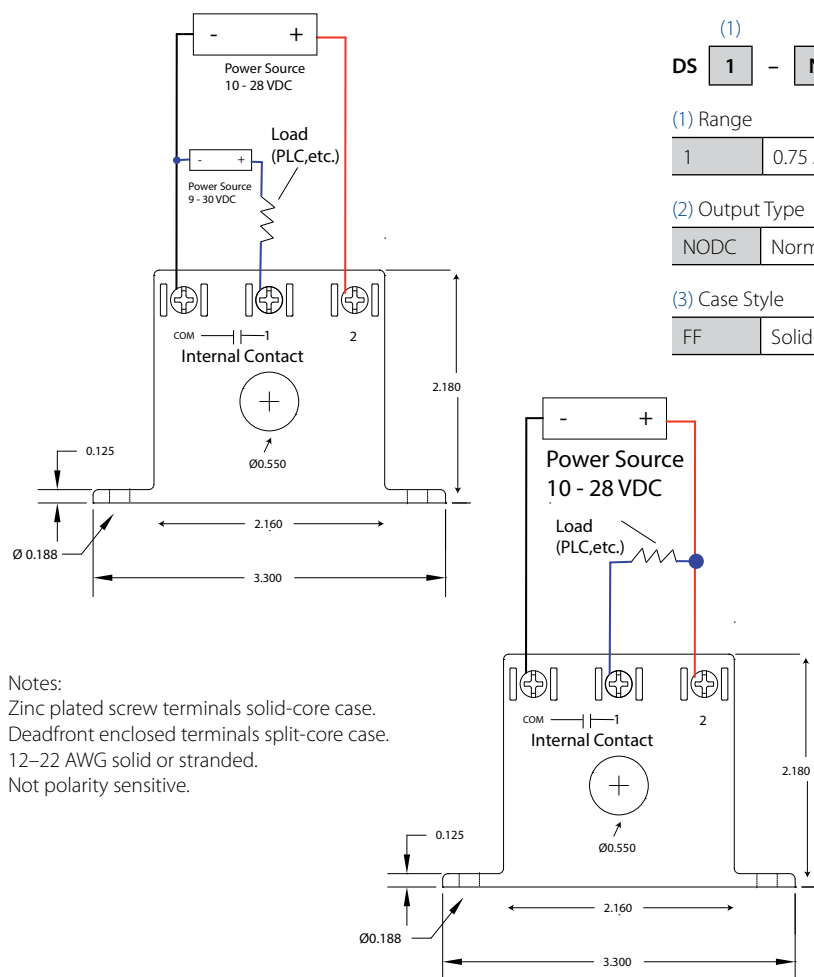 - +
Power Source
10 - 28 VDC
Load
(PLC,etc.)
- +
Power Source
9 - 30 VDC
COM 1 2
Internal Contact
Ø0.550
2.180
0.125
Ø 0.188
2.160
3.300
(1)
DS 1 –
(1) Range
1 0.75
(2) Output Type
NODC
(3) Case Style
FF
- +
Power Source
10 - 28 VDC
Load
(PLC,etc.)
COM 1 2
Internal Contact
Ø0.550
2.180
0.125
Ø0.188
2.160
3.300
Notes:
Zinc plated screw terminals solid-core case.
Deadfront enclosed terminals split-core case.
12–22 AWG solid or stranded.
Not polarity sensitive.